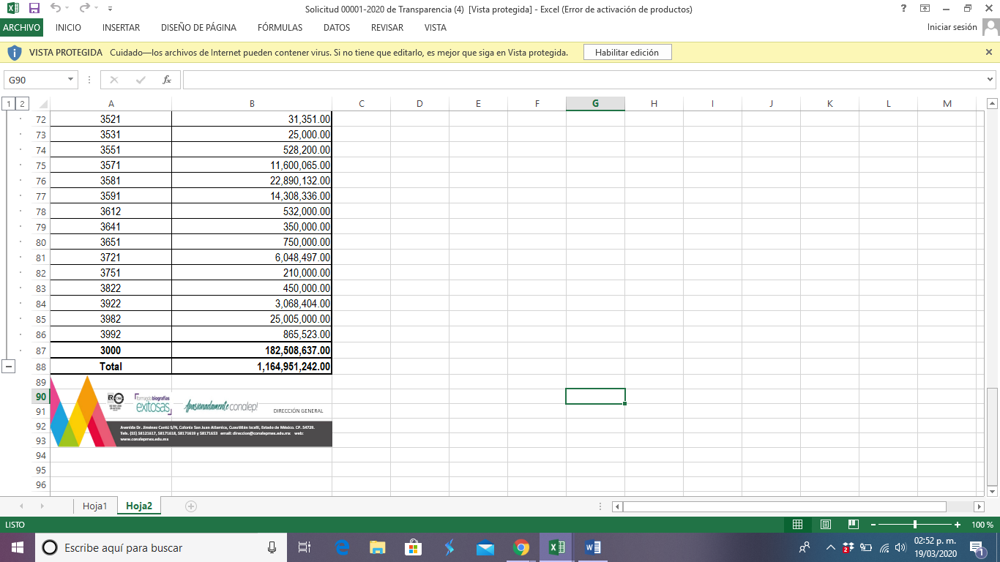 Solicitud 00001-2020 de Transparencia (4) [Vista protegida] - Excel (Error de activación de productos)
ARCHIVO INICIO INSERTAR DISEÑO DE PÁGINA FÓRMULAS DATOS REVISAR VISTA Iniciar sesión
VISTA PROTEGIDA Cuidado—los archivos de Internet pueden contener virus. Si no tiene que editarlo, es mejor que siga en Vista protegida. Habilitar edición
G90 fx
1 2 A B C D E F G H I J K L M
72 3521 31,351.00
73 3531 25,000.00
74 3551 528,200.00
75 3571 11,600,065.00
76 3581 22,890,132.00
77 3591 14,308,336.00
78 3612 532,000.00
79 3641 350,000.00
80 3651 750,000.00
81 3721 6,048,497.00
82 3751 210,000.00
83 3822 450,000.00
84 3922 3,068,404.00
85 3982 25,005,000.00
86 3992 865,523.00
87 3000 182,508,637.00
88 Total 1,164,951,242.00
89
90 formando biografías
exitosas Apasionadamente conalep!
91 DIRECCIÓN GENERAL
92 Avenida Dr. Jiménez Cantú S/N, Colonia San Juan Atlamica, Cuautitlán Izcalli, Estado de México. CP. 54729.
Tels. (55) 58121617, 58171618, 58171619 y 58171653 email: direccion@conalepmex.edu.mx web:
93 www.conalepmex.edu.mx
94
95
96
Hoja1 Hoja2
LISTO 100 %
Escribe aquí para buscar
02:52 p. m.
19/03/2020
1